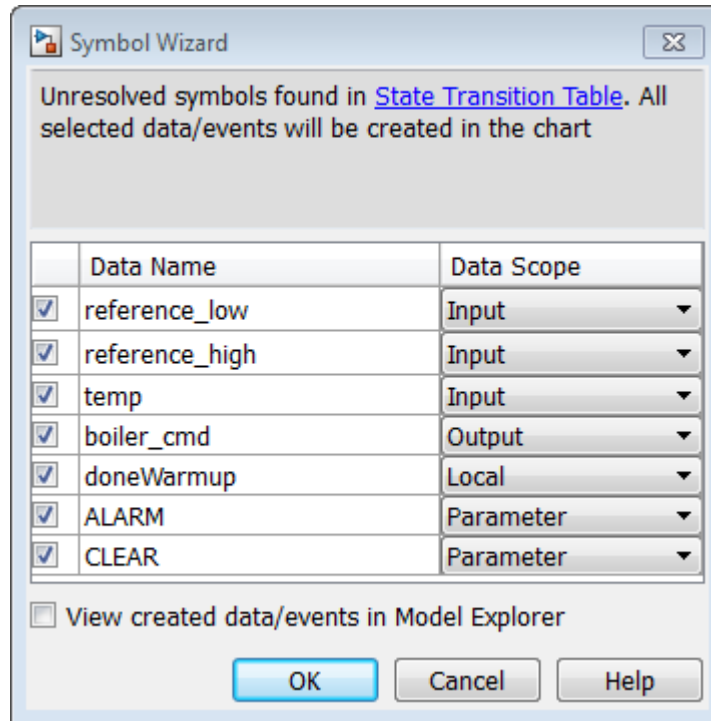 Symbol Wizard
Unresolved symbols found in State Transition Table. All
selected data/events will be created in the chart
Data Name Data Scope
reference_low Input
reference_high Input
temp Input
boiler_cmd Output
doneWarmup Local
ALARM Parameter
CLEAR Parameter
View created data/events in Model Explorer
OK Cancel Help